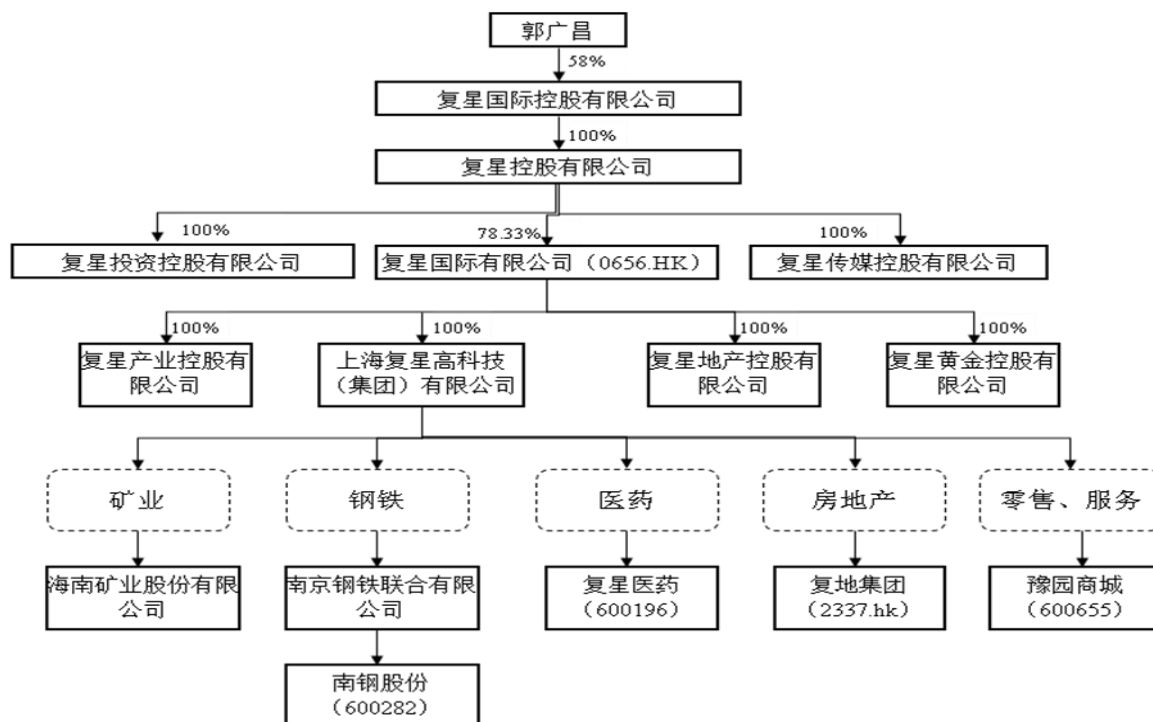 郭广昌
58%
复星国际控股有限公司
100%
复星控股有限公司
100%
78.33%
100%
复星投资控股有限公司
复星国际有限公司（0656.HK）
复星传媒控股有限公司
100%
100%
100%
100%
复星产业控股有
限公司
上海复星高科技
（集团）有限公司
复星地产控股有
限公司
复星黄金控股有
限公司
矿业
钢铁
医药
房地产
零售、服务
海南矿业股份有限
公司
南京钢铁联合有限
公司
复星医药
（600196）
复地集团
（2337.hk）
豫园商城
（600655）
南钢股份
（600282）